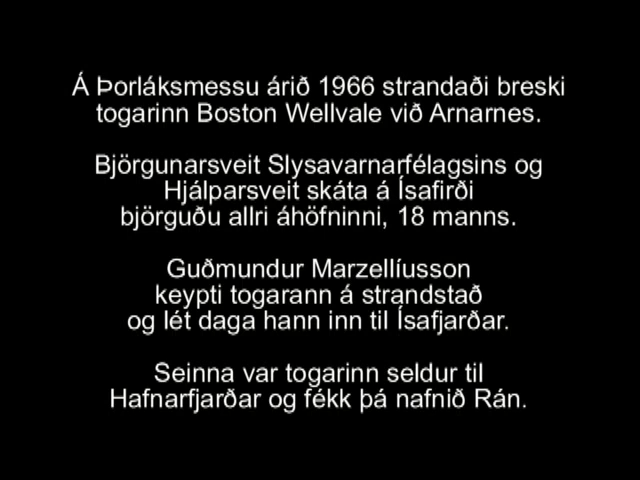 Á Þorláksmessu árið 1966 strandaði breski
togarinn Boston Wellvale við Arnarnes.
Björgunarsveit Slysavarnarfélagsins og
Hjálparsveit skáta á Ísafirði
björguðu allri áhöfninni, 18 manns.
Guðmundur Marzellíusson
keypti togarann á strandstað
og lét daga hann inn til Ísafjarðar.
Seinna var togarinn seldur til
Hafnarfjarðar og fékk þá nafnið Rán.